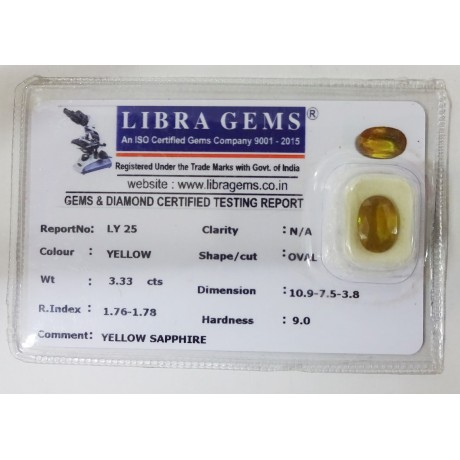 LIBRA GEMS®
An ISO Certified Gems Company 9001 - 2015
Registered Under the Trade Marks with Govt. of India
website : www.libragems.co.in
GEMS & DIAMOND CERTIFIED TESTING REPORT
ReportNo: LY 25 Clarity : N/A
Colour : YELLOW Shape/cut : OVAL
Wt : 3.33 cts Dimension : 10.9-7.5-3.8
R.Index : 1.76-1.78 Hardness : 9.0
Comment: YELLOW SAPPHIRE